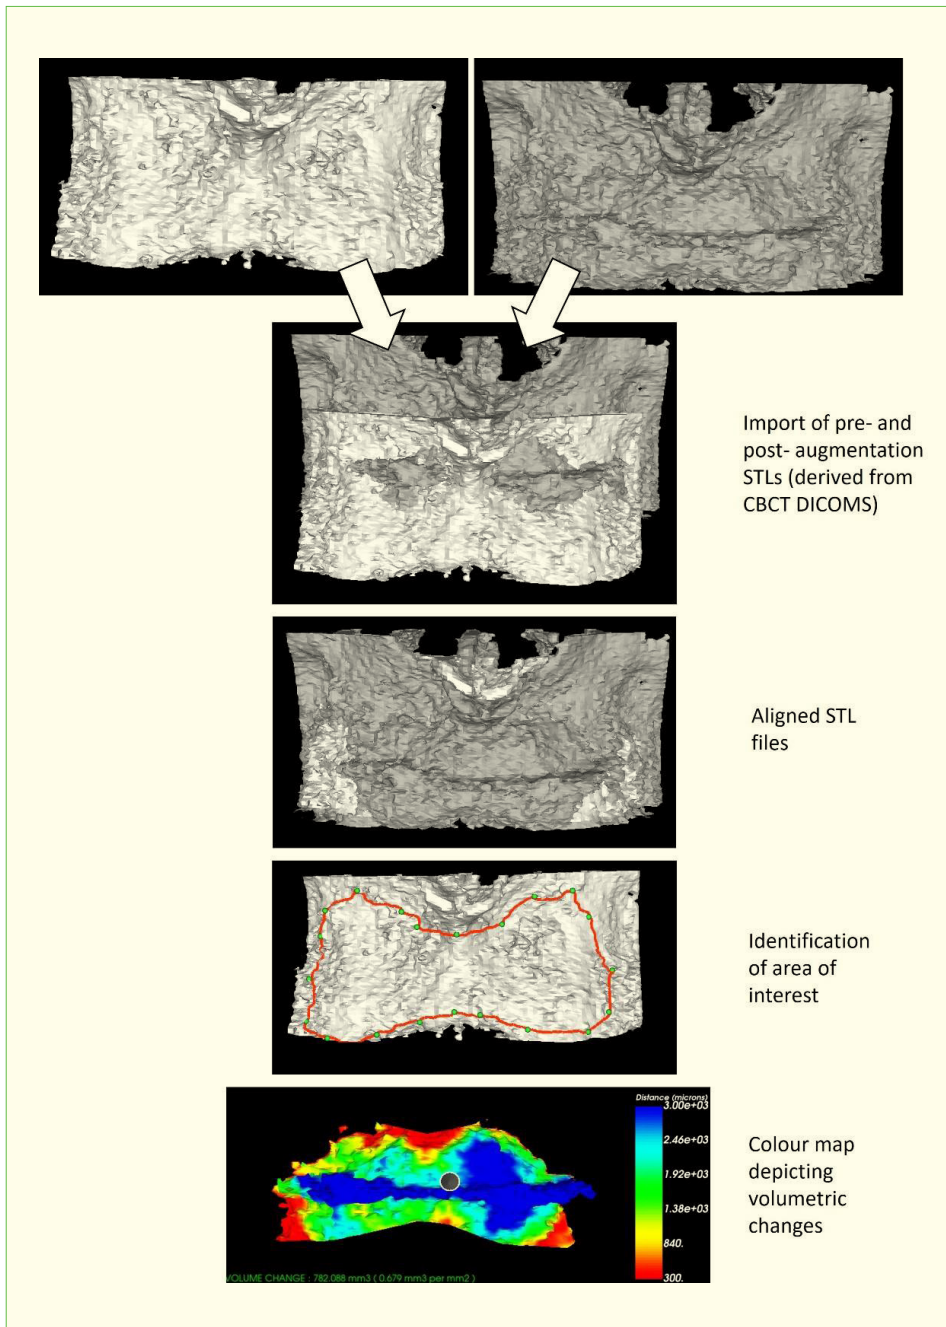 Import of pre- and
post- augmentation
STLs (derived from
CBCT DICOMS)
Aligned STL
files
Identification
of area of
interest
Distance (microns)
3.00e+03
2.46e+03
1.92e+03
1.38e+03
840.
300.
VOLUME CHANGE : 782.088 mm3 ( 0.679 mm3 per mm2 )
Colour map
depicting
volumetric
changes